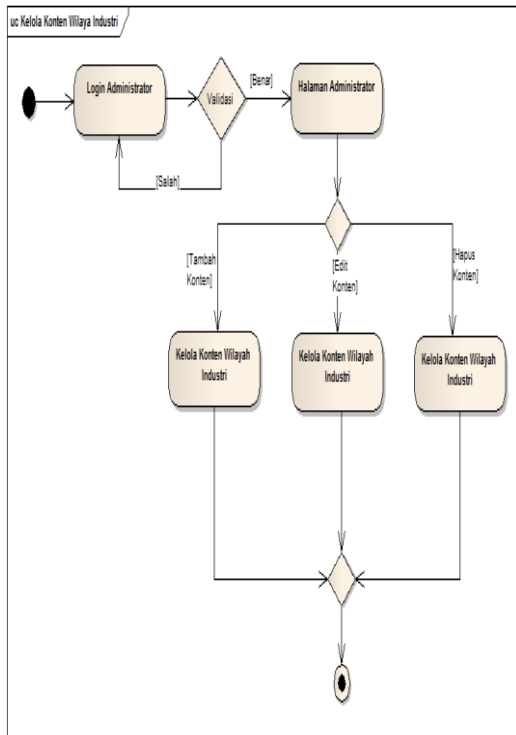 uc Kelola Konten Wilaya Industri
Login Administrator
Validasi
[Benar]
Halaman Administrator
[Salah]
[Tambah
Konten]
[Edit
Konten]
[Hapus
Konten]
Kelola Konten Wilayah
Industri
Kelola Konten Wilayah
Industri
Kelola Konten Wilayah
Industri